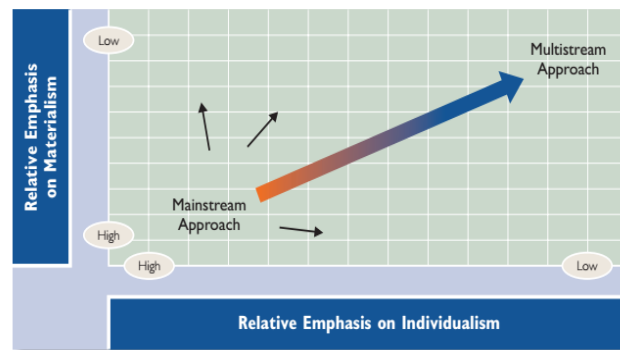 Relative Emphasis
on Materialism
Low
High
High
Low
Multistream
Approach
Mainstream
Approach
Relative Emphasis on Individualism